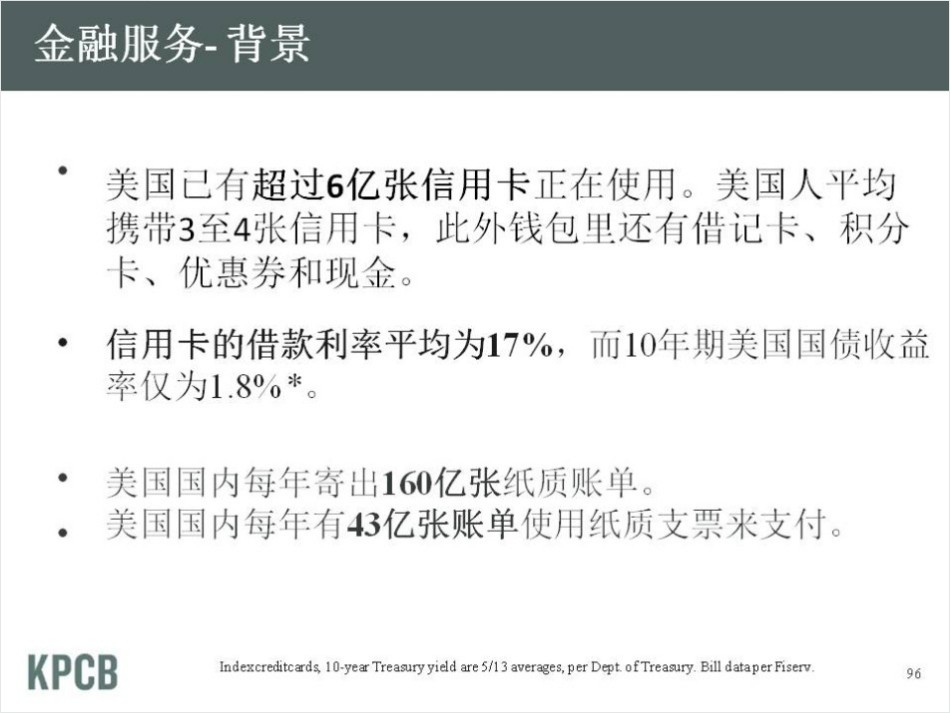 金融服务- 背景
• 美国已有超过6亿张信用卡正在使用。美国人平均
携带3至4张信用卡，此外钱包里还有借记卡、积分
卡、优惠券和现金。
• 信用卡的借款利率平均为17%，而10年期美国国债收益
率仅为1.8%*。
• 美国国内每年寄出160亿张纸质账单。
• 美国国内每年有43亿张账单使用纸质支票来支付。
KPCB
Indexcreditcards, 10-year Treasury yield are 5/13 averages, per Dept. of Treasury. Bill data per Fiserv.
96